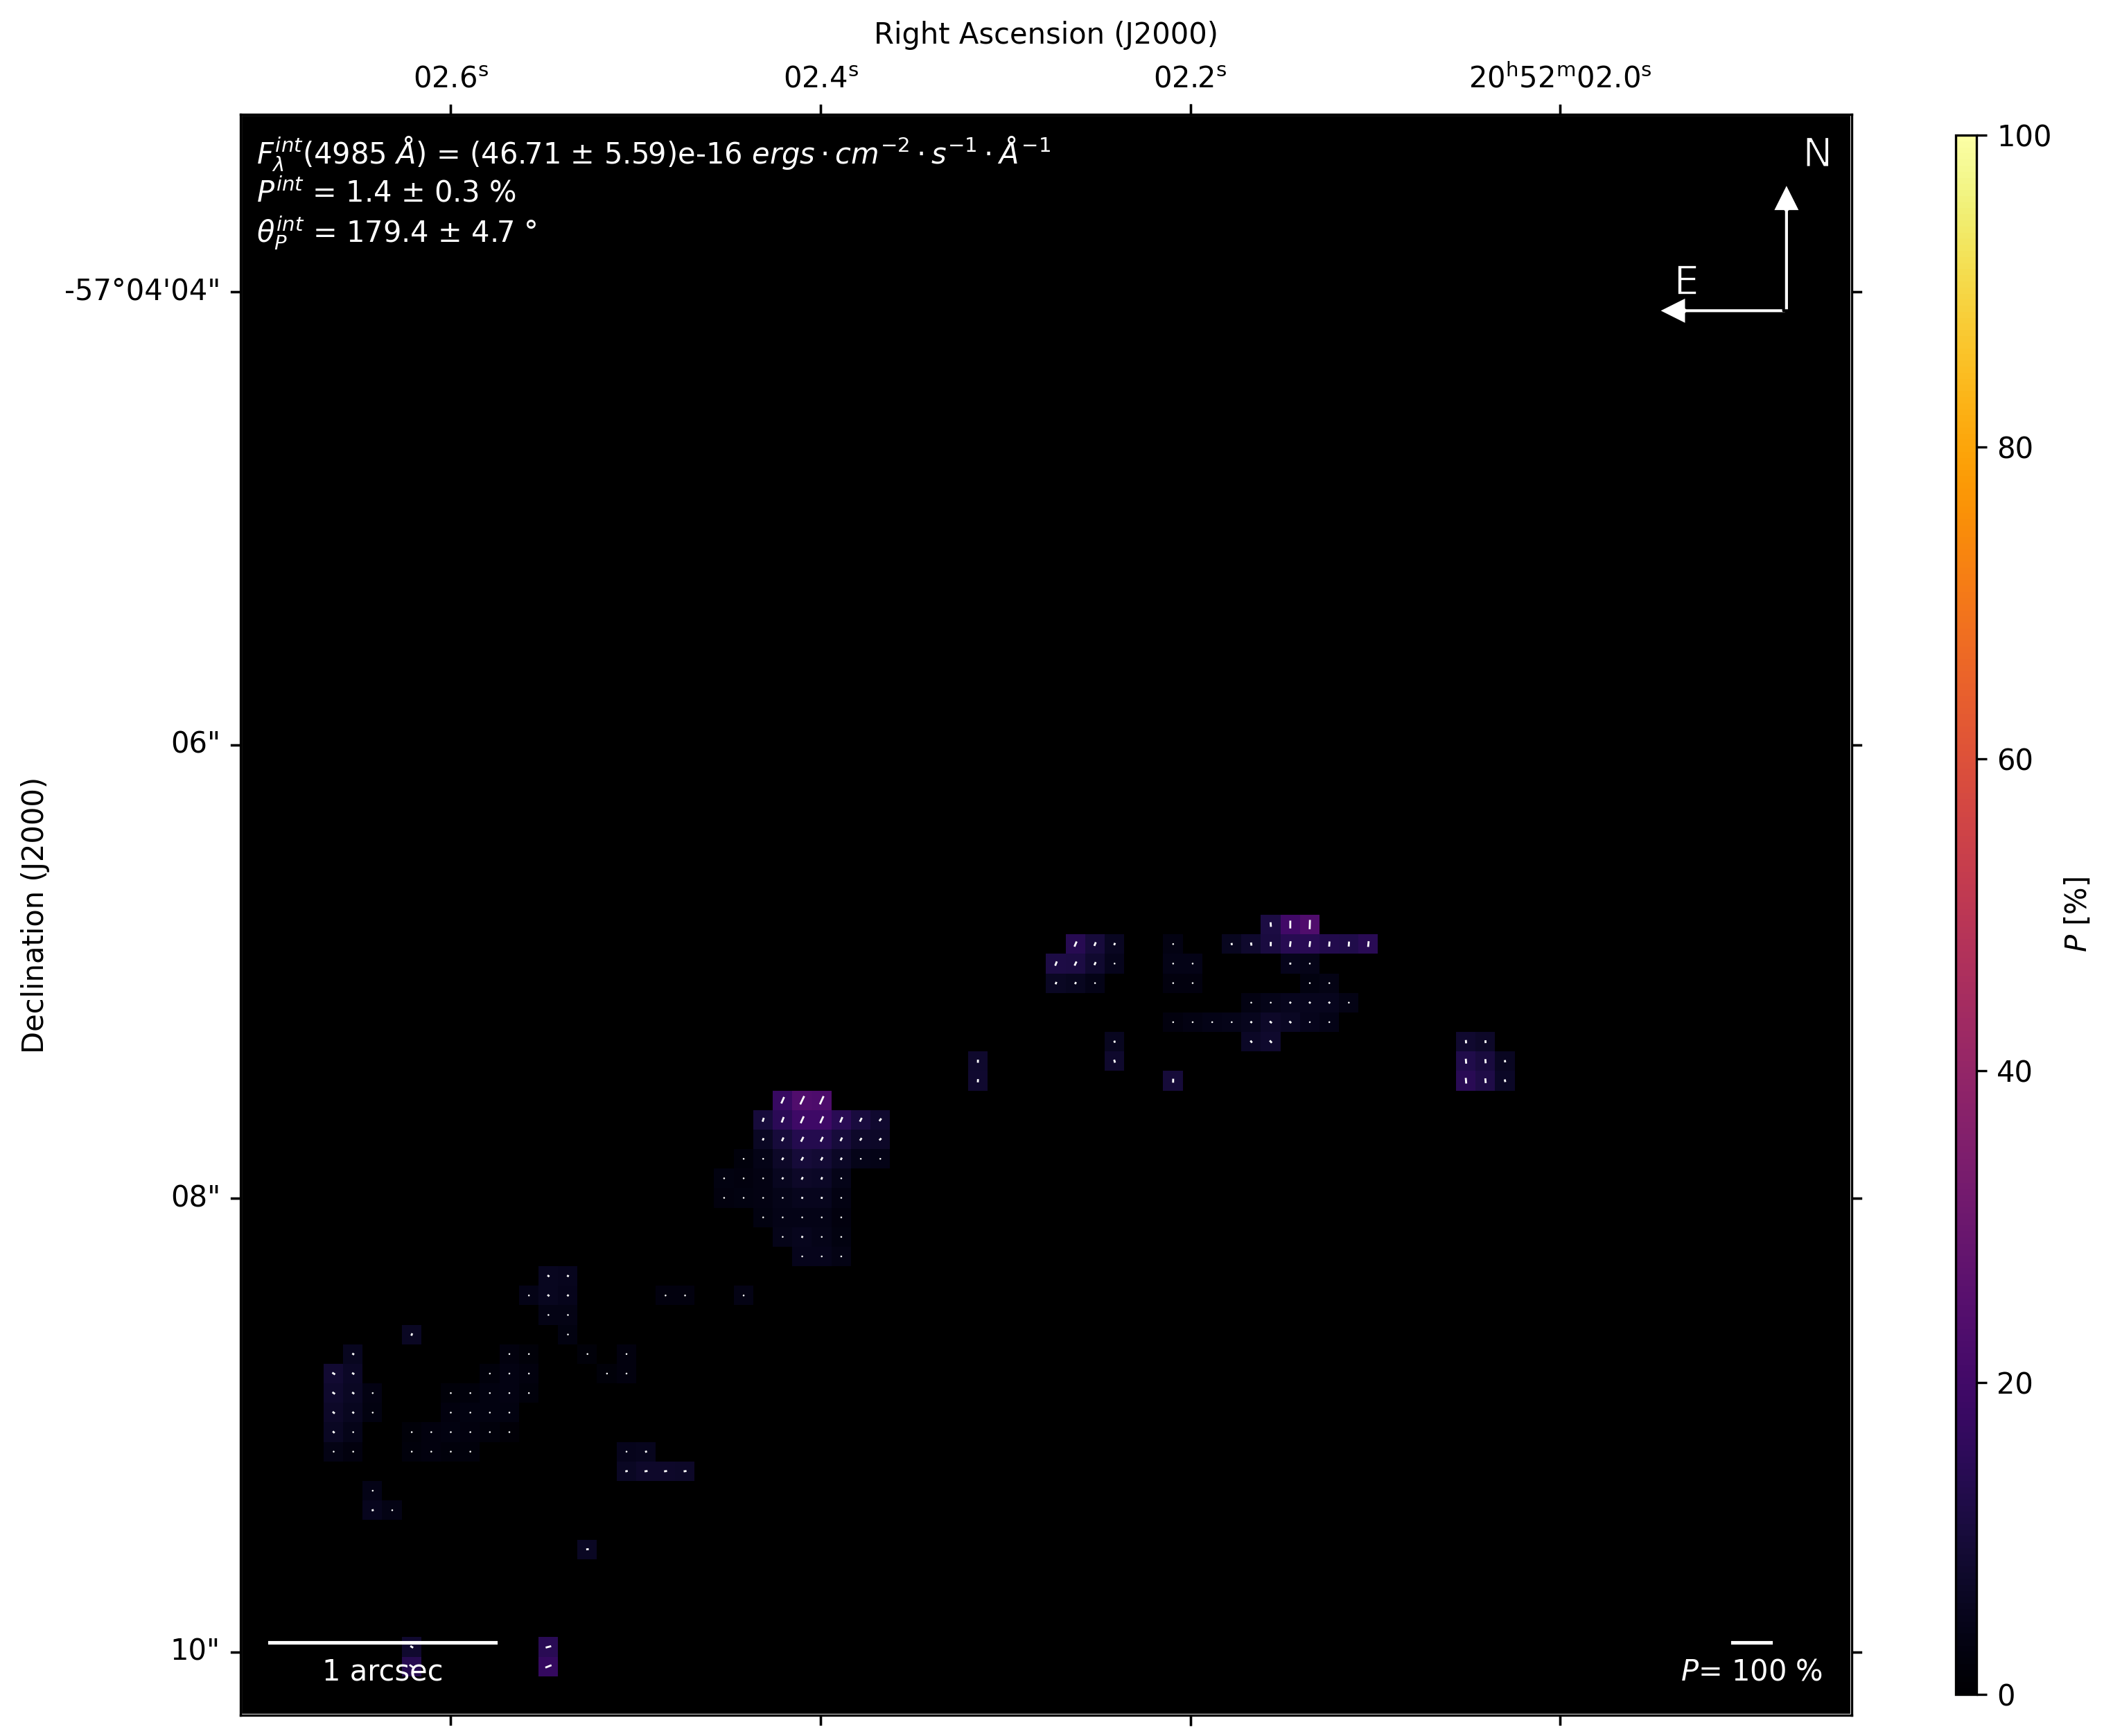 Right Ascension (J2000)
02.6ˢ 02.4ˢ 02.2ˢ 20ʰ52ᵐ02.0ˢ
F_λ^int(4985 Å) = (46.71 ± 5.59)e-16 ergs · cm⁻² · s⁻¹ · Å⁻¹
P^int = 1.4 ± 0.3 %
θ_P^int = 179.4 ± 4.7 °
N
E
-57°04'04"
06"
08"
10"
Declination (J2000)
1 arcsec
P= 100 %
100
80
60
40
20
0
P [%]